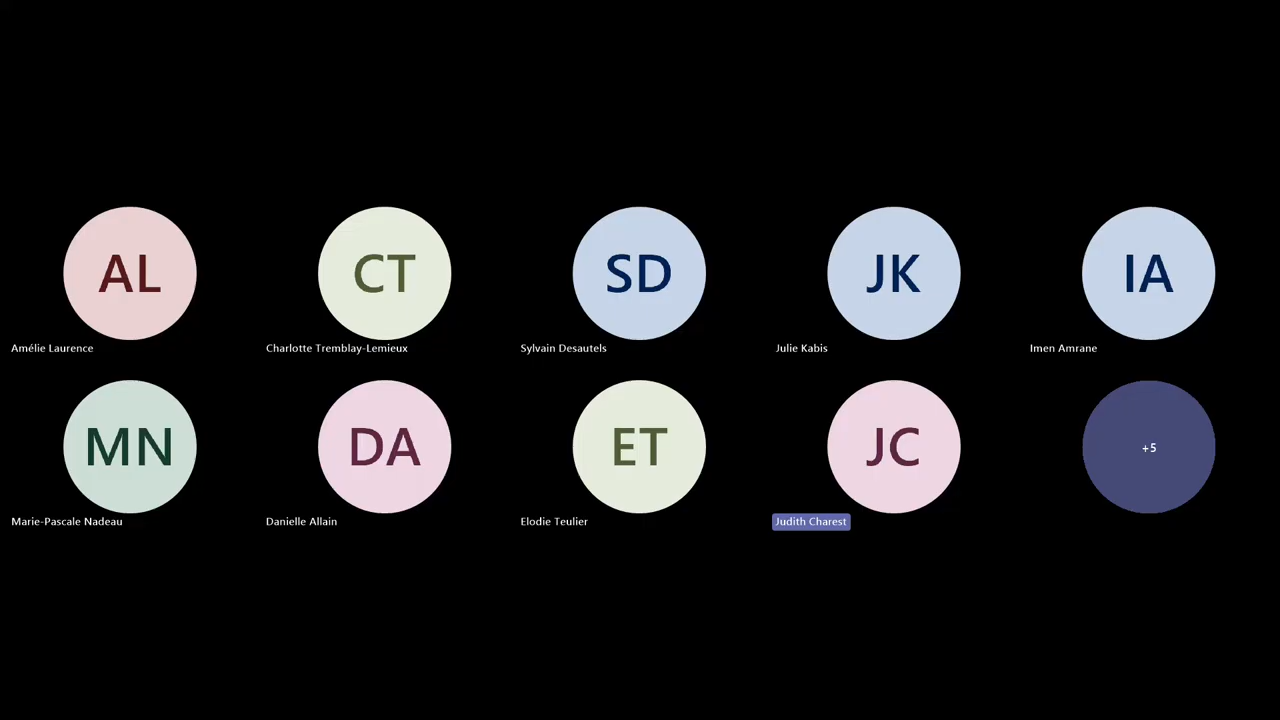 AL
CT
SD
JK
IA
Amélie Laurence
Charlotte Tremblay-Lemieux
Sylvain Desautels
Julie Kabis
Imen Amrane
MN
DA
ET
JC
+5
Marie-Pascale Nadeau
Danielle Allain
Elodie Teulier
Judith Charest